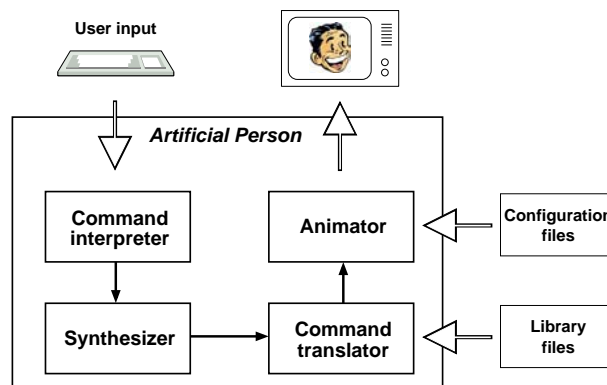 User input
Artificial Person
Command
interpreter
Animator
Configuration
files
Synthesizer
Command
translator
Library
files